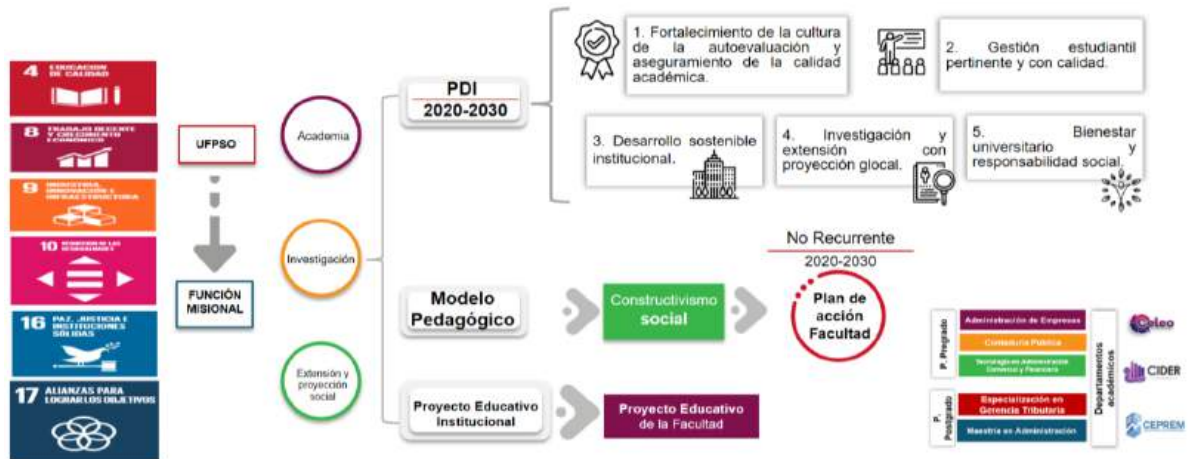 4 EDUCACIÓN
DE CALIDAD
8 TRABAJO DECENTE
Y CRECIMIENTO
ECONÓMICO
9 INDUSTRIA,
INNOVACIÓN E
INFRAESTRUCTURA
10 REDUCCIÓN DE LAS
DESIGUALDADES
16 PAZ, JUSTICIA E
INSTITUCIONES
SÓLIDAS
17 ALIANZAS PARA
LOGRAR LOS OBJETIVOS
UFPSO
FUNCIÓN
MISIONAL
Academia
Investigación
Extensión y
proyección
social
PDI
2020-2030
1. Fortalecimiento de la cultura
de la autoevaluación y
aseguramiento de la calidad
académica.
2. Gestión estudiantil
pertinente y con calidad.
3. Desarrollo sostenible
institucional.
4. Investigación y
extensión con
proyección glocal.
5. Bienestar
universitario y
responsabilidad social.
Modelo
Pedagógico
Constructivismo
social
No Recurrente
2020-2030
Plan de
acción
Facultad
Proyecto Educativo
Institucional
Proyecto Educativo
de la Facultad
P. Pregrado
Administración de Empresas
Contaduría Pública
Tecnología en Administración
Comercial y Financiera
P.
Postgrado
Especialización en
Gerencia Tributaria
Maestría en Administración
Departamentos
académicos
CIDER
CEPREM